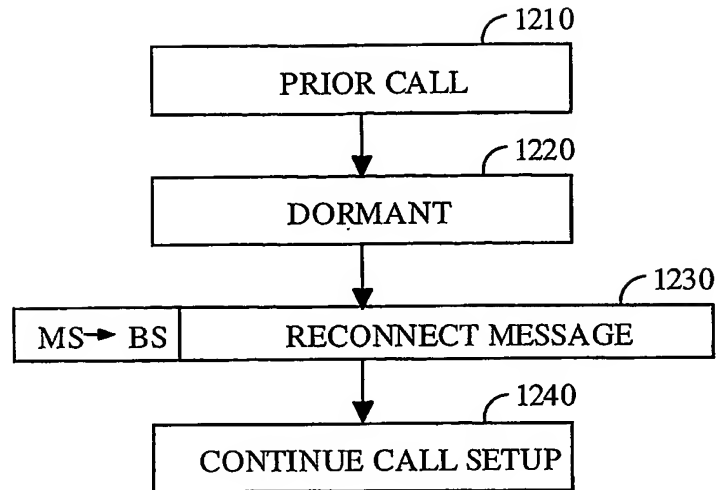 1210
PRIOR CALL
1220
DORMANT
1230
MS→ BS RECONNECT MESSAGE
1240
CONTINUE CALL SETUP